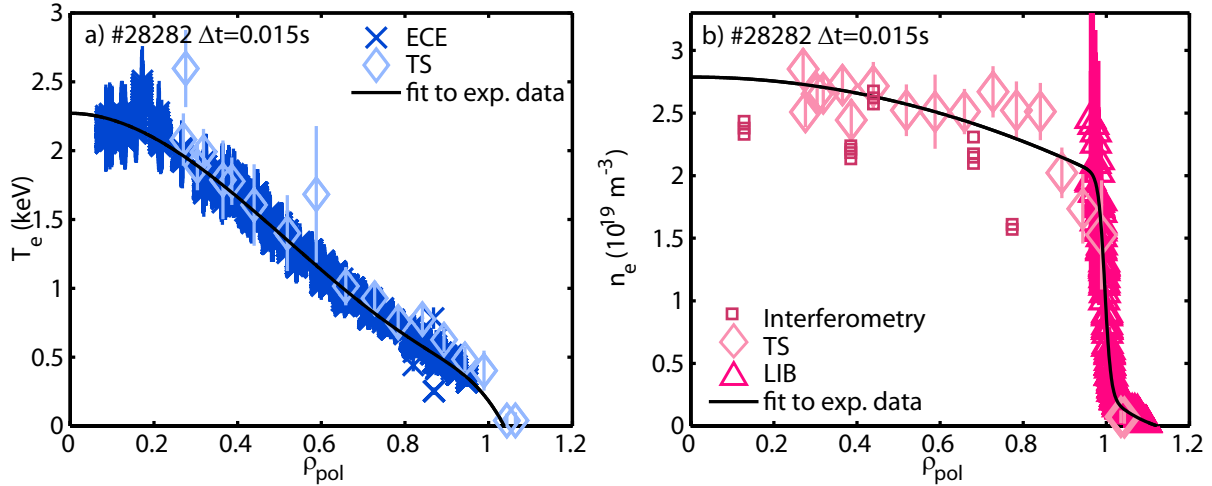 a) #28282 Δt=0.015s
ECE
TS
fit to exp. data
T_e (keV)
3
2.5
2
1.5
1
0.5
0
0 0.2 0.4 0.6 0.8 1 1.2
ρ_pol
b) #28282 Δt=0.015s
n_e (10^19 m^-3)
3
2.5
2
1.5
1
0.5
0
Interferometry
TS
LIB
fit to exp. data
0 0.2 0.4 0.6 0.8 1 1.2
ρ_pol